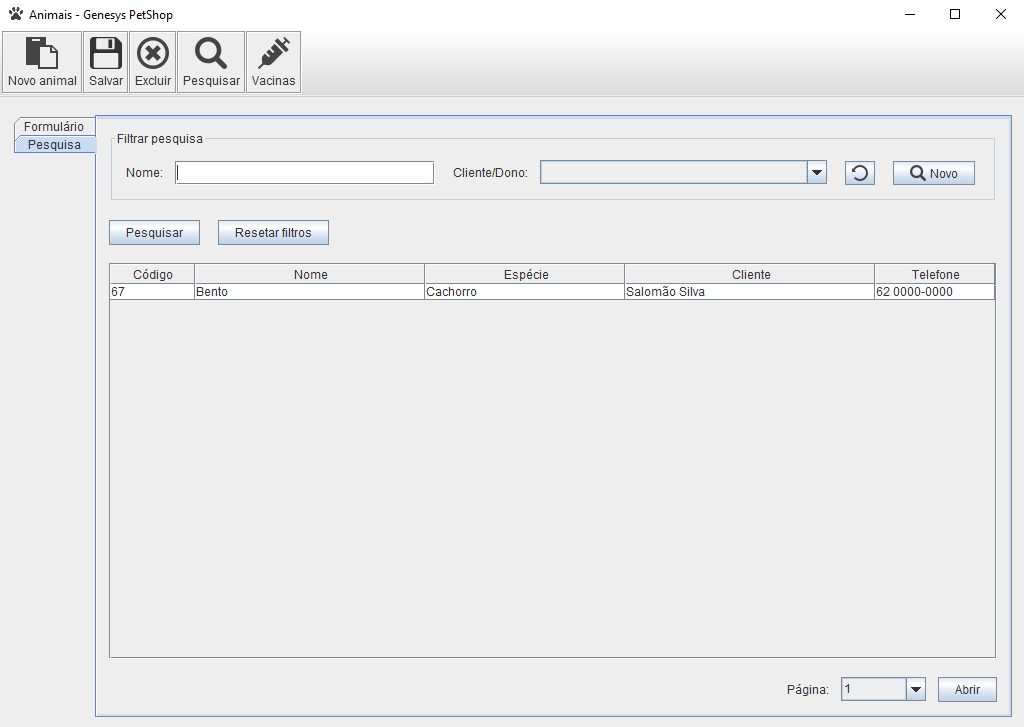 Animais - Genesys PetShop
Novo animal Salvar Excluir Pesquisar Vacinas
Formulário
Pesquisa
Filtrar pesquisa
Nome: Cliente/Dono: Novo
Pesquisar Resetar filtros
Código Nome Espécie Cliente Telefone
67 Bento Cachorro Salomão Silva 62 0000-0000
Página: 1 Abrir